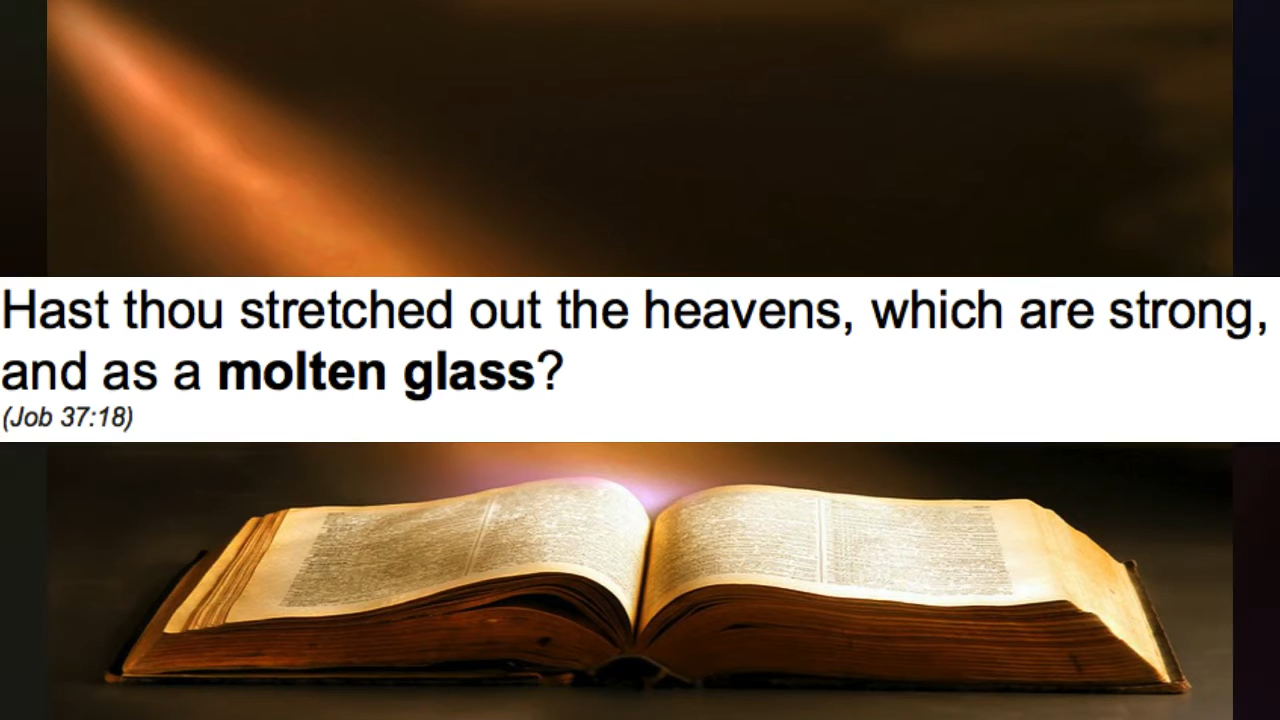 Hast thou stretched out the heavens, which are strong,
and as a molten glass?
(Job 37:18)